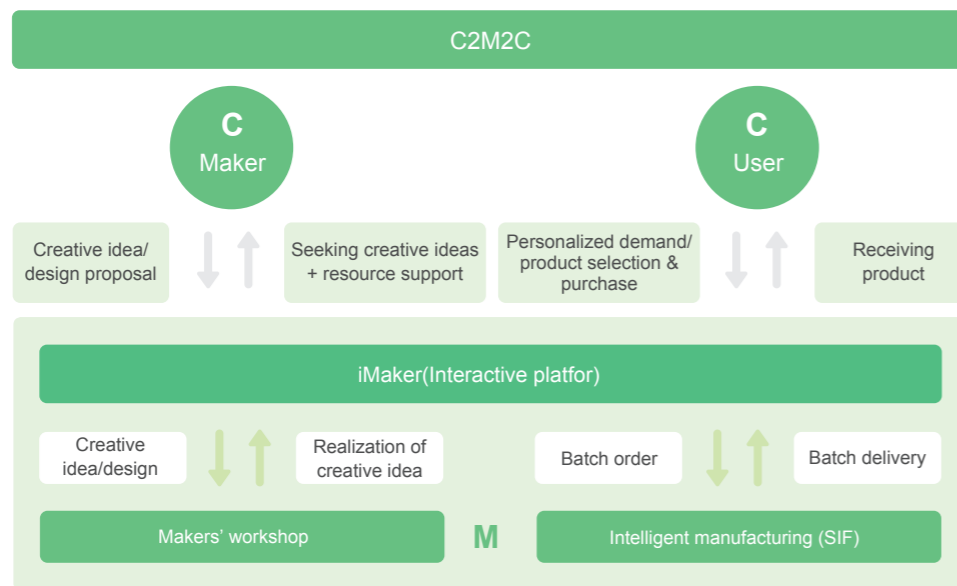 C2M2C
C
Maker
C
User
Creative idea/
design proposal
Seeking creative ideas
+ resource support
Personalized demand/
product selection &
purchase
Receiving
product
iMaker(Interactive platfor)
Creative
idea/design
Realization of
creative idea
Batch order
Batch delivery
Makers' workshop
M
Intelligent manufacturing (SIF)